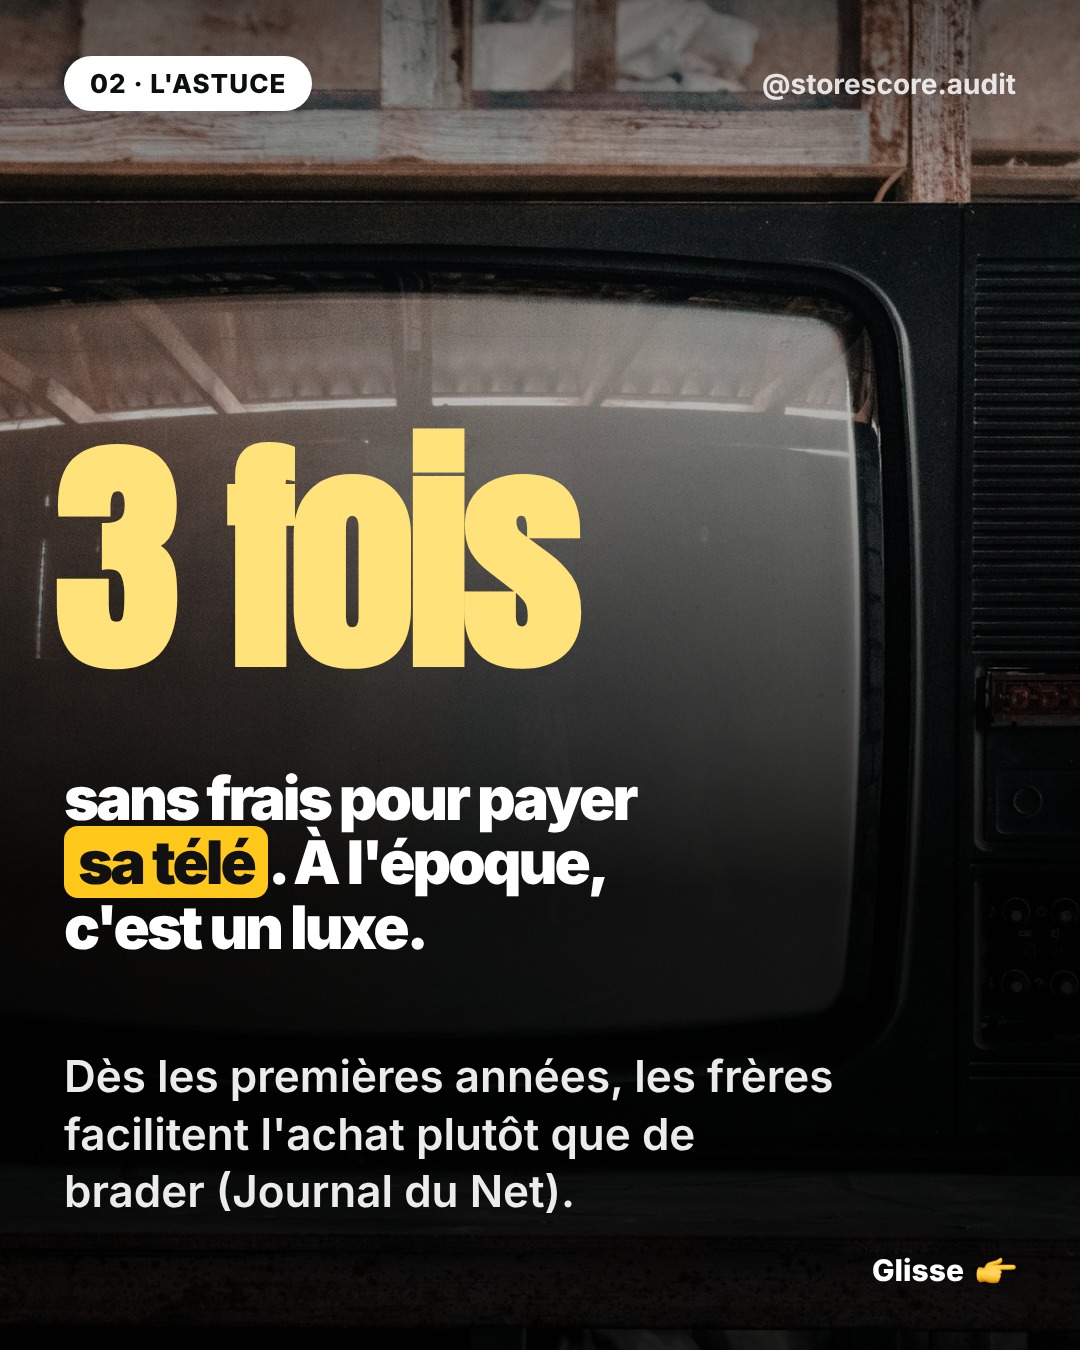 02 · L'ASTUCE
@storescore.audit
3 fois
sans frais pour payer
sa télé. À l'époque,
c'est un luxe.
Dès les premières années, les frères
facilitent l'achat plutôt que de
brader (Journal du Net).
Glisse 👉